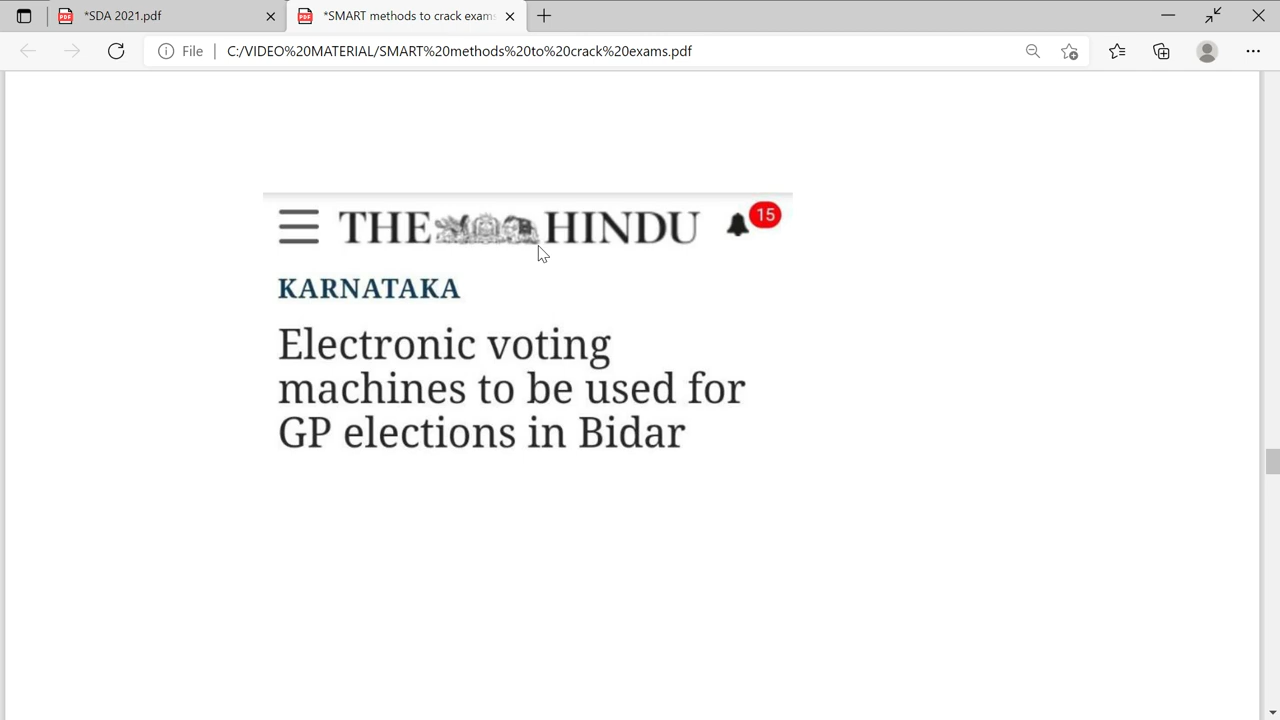 *SDA 2021.pdf
*SMART methods to crack exam
File
C:/VIDEO%20MATERIAL/SMART%20methods%20to%20crack%20exams.pdf
THE HINDU
15
KARNATAKA
Electronic voting
machines to be used for
GP elections in Bidar